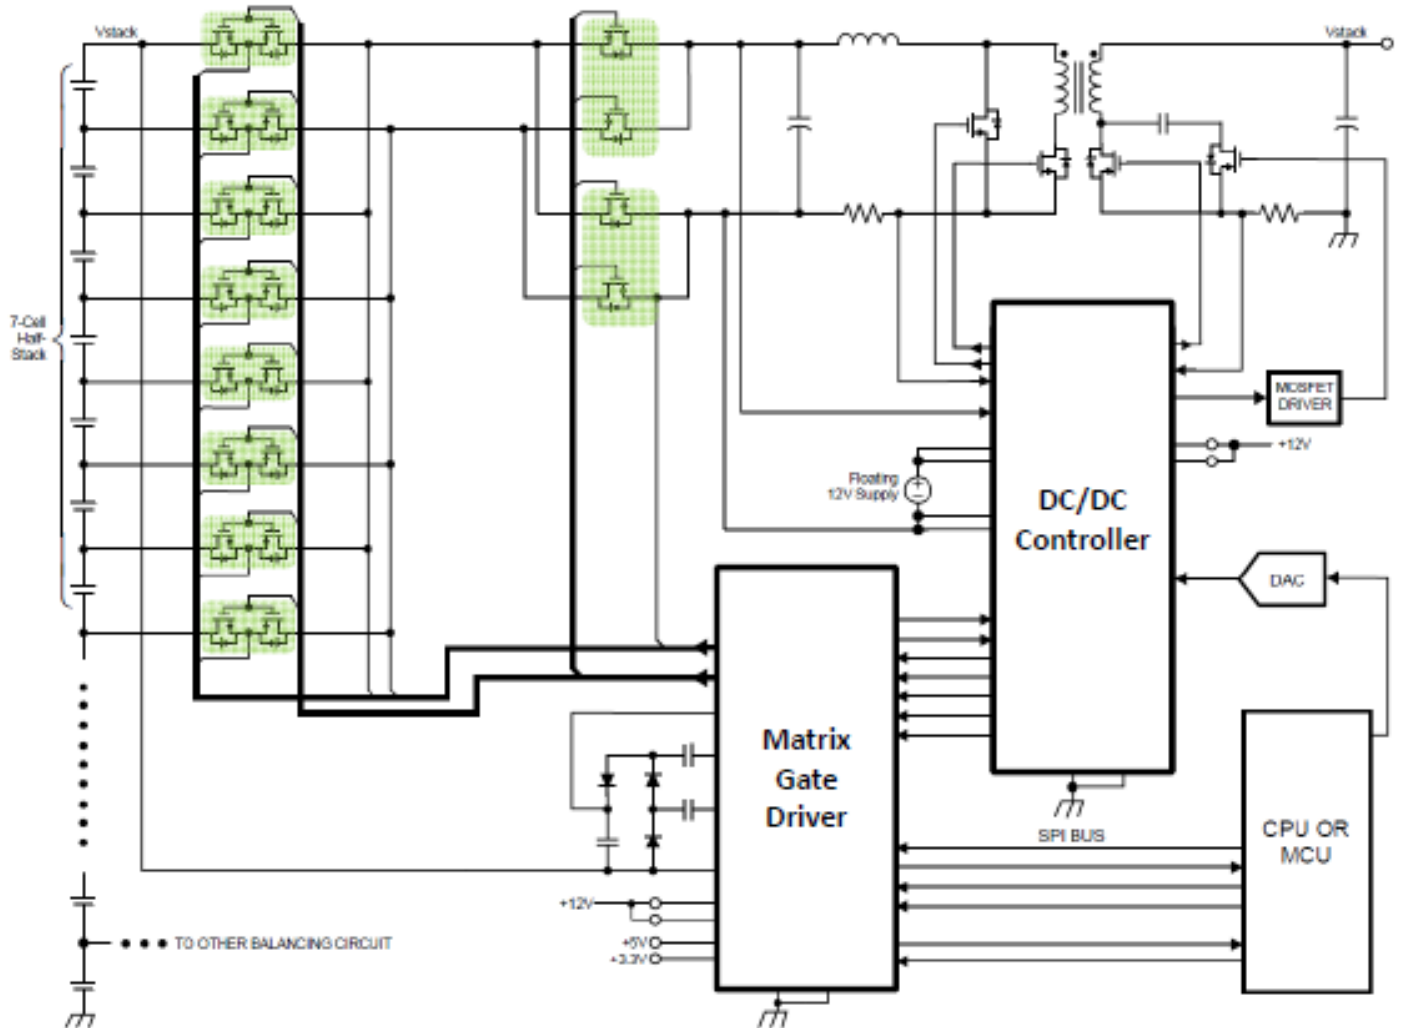 Vstack
Vstack
7-Cell
Half-
Stack
MOSFET
DRIVER
+12V
Floating
12V Supply
DC/DC
Controller
DAC
Matrix
Gate
Driver
SPI BUS
CPU OR
MCU
+12V
TO OTHER BALANCING CIRCUIT
+5V
+3.3V